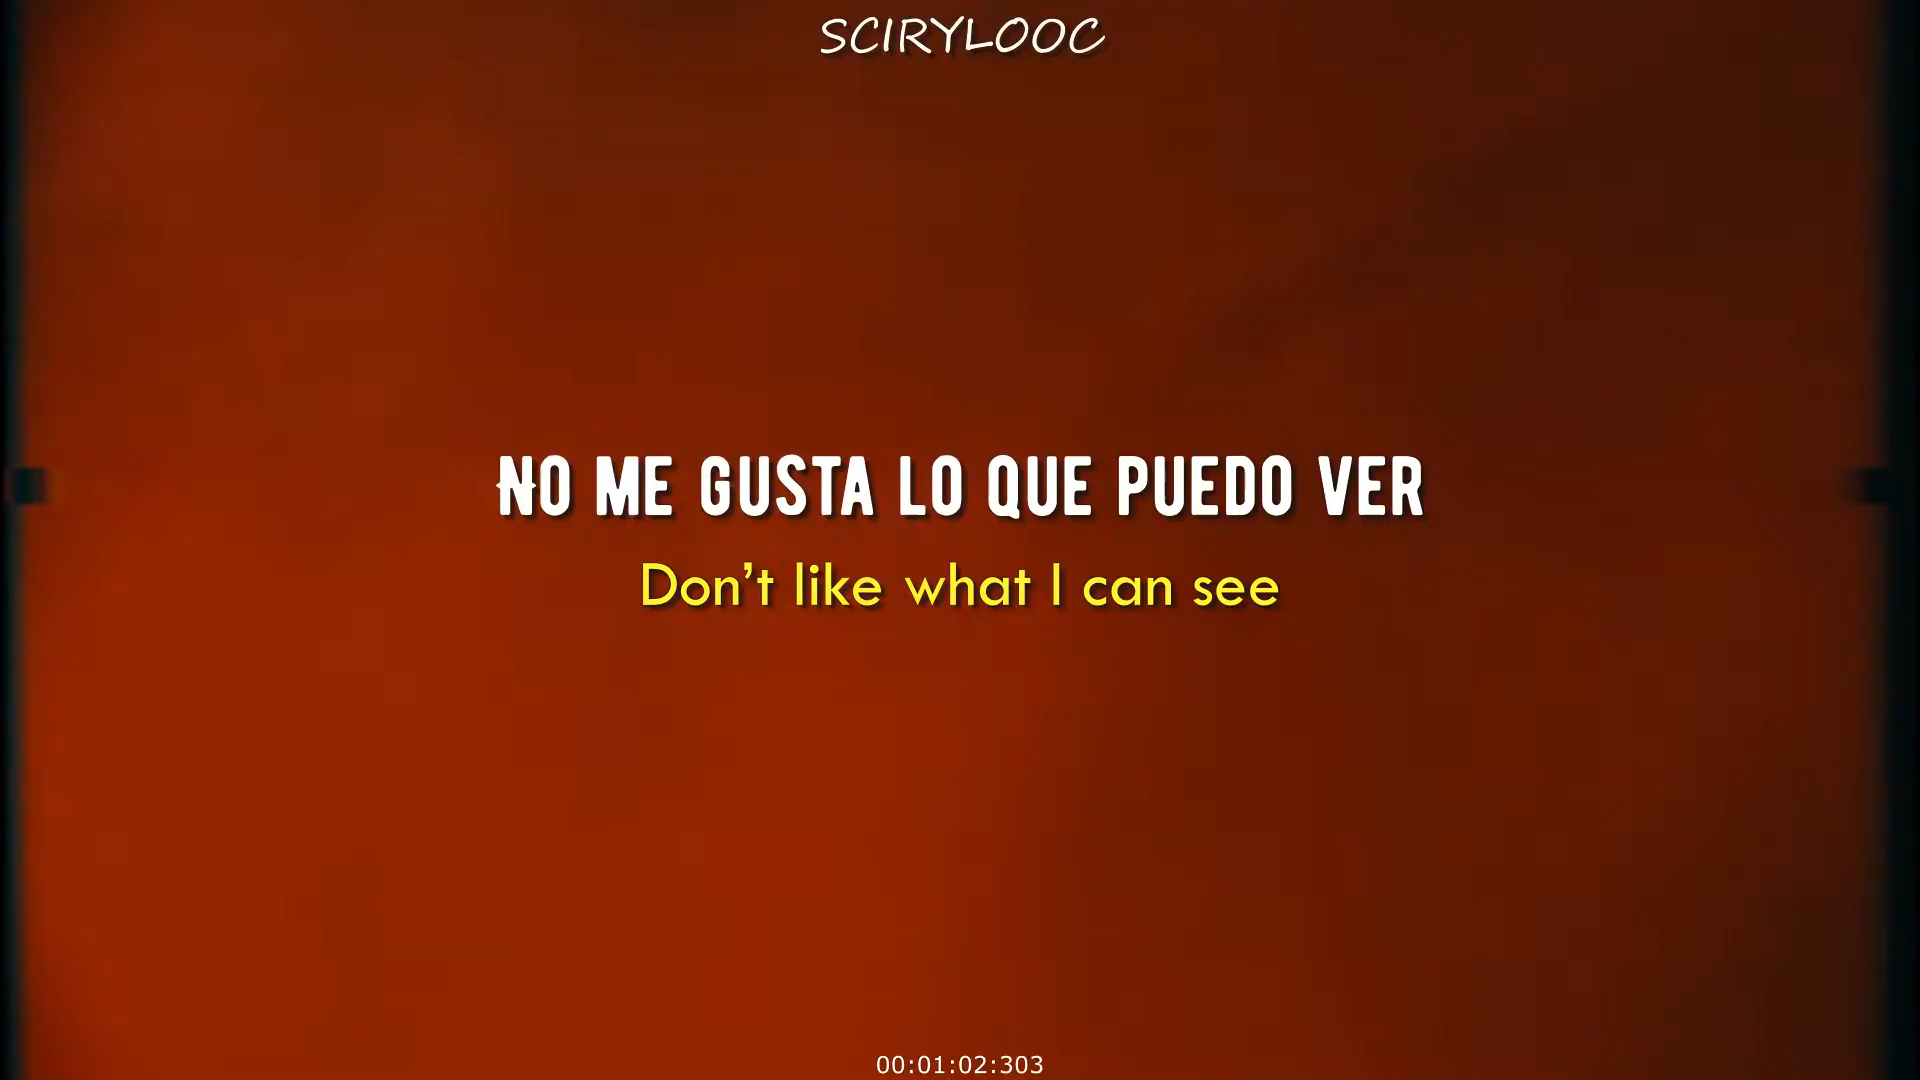 SCIRYLOOC
NO ME GUSTA LO QUE PUEDO VER
Don't like what I can see
00:01:02:303